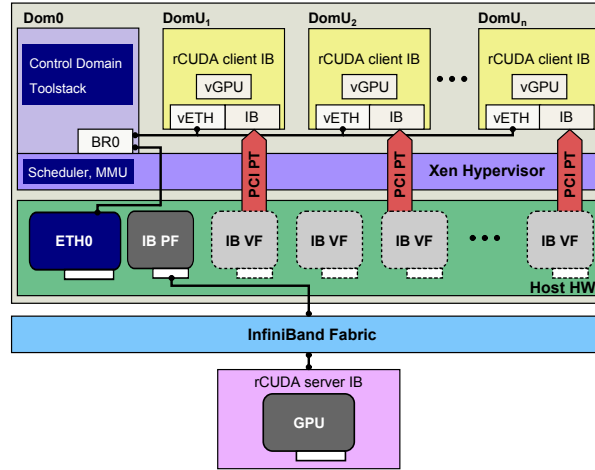 Dom0
DomU1
DomU2
DomUn
Control Domain
Toolstack
rCUDA client IB
vGPU
vETH
IB
rCUDA client IB
vGPU
vETH
IB
rCUDA client IB
vGPU
vETH
IB
BR0
Scheduler, MMU
PCI PT
PCI PT
PCI PT
Xen Hypervisor
ETH0
IB PF
IB VF
IB VF
IB VF
IB VF
Host HW
InfiniBand Fabric
rCUDA server IB
GPU